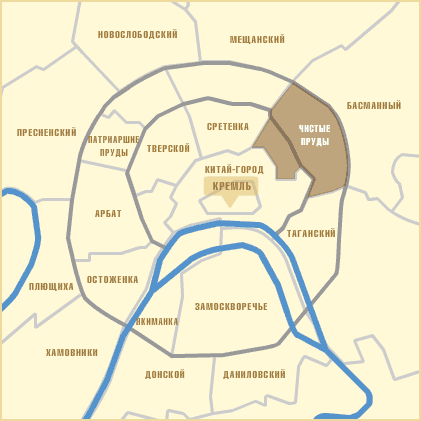 НОВОСЛОБОДСКИЙ
МЕЩАНСКИЙ
БАСМАННЫЙ
ПРЕСНЕНСКИЙ
ПАТРИАРШИЕ
ПРУДЫ
ТВЕРСКОЙ
СРЕТЕНКА
ЧИСТЫЕ
ПРУДЫ
КИТАЙ-ГОРОД
КРЕМЛЬ
АРБАТ
ТАГАНСКИЙ
ПЛЮЩИХА
ОСТОЖЕНКА
ЗАМОСКВОРЕЧЬЕ
ЯКИМАНКА
ХАМОВНИКИ
ДОНСКОЙ
ДАНИЛОВСКИЙ